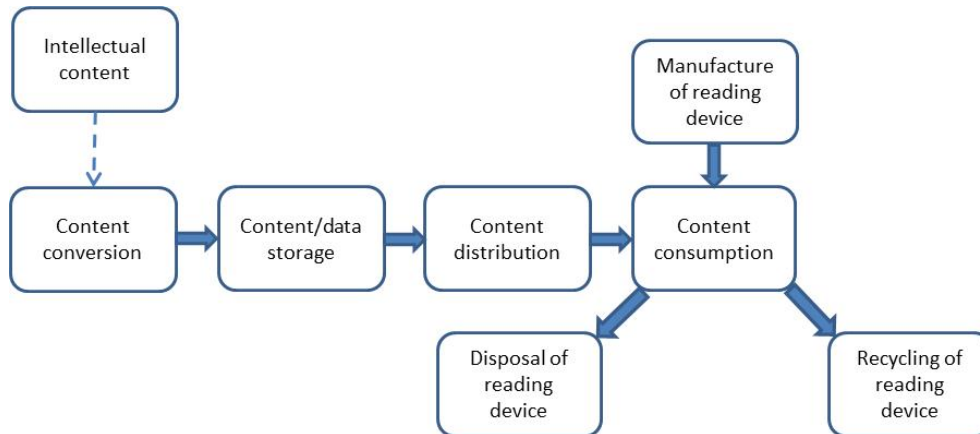 Intellectual
content
Manufacture
of reading
device
Content
conversion
Content/data
storage
Content
distribution
Content
consumption
Disposal of
reading
device
Recycling of
reading
device